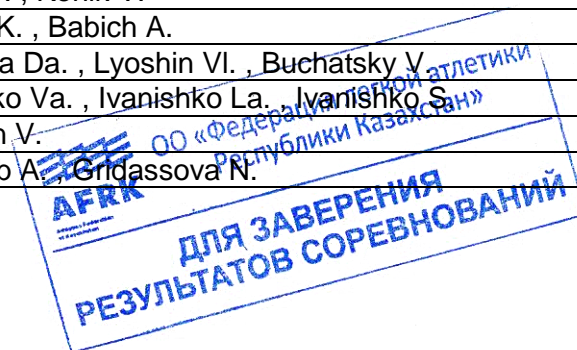 K. , Babich A.
a Da. , Lyoshin Vl. , Buchatsky V.
ko Va. , Ivanishko La. , Ivanishko S.
n V.
o A. , Gridassova N.
ОО «Федерация легкой атлетики
Республики Казахстан»
AFRK
ДЛЯ ЗАВЕРЕНИЯ
РЕЗУЛЬТАТОВ СОРЕВНОВАНИЙ